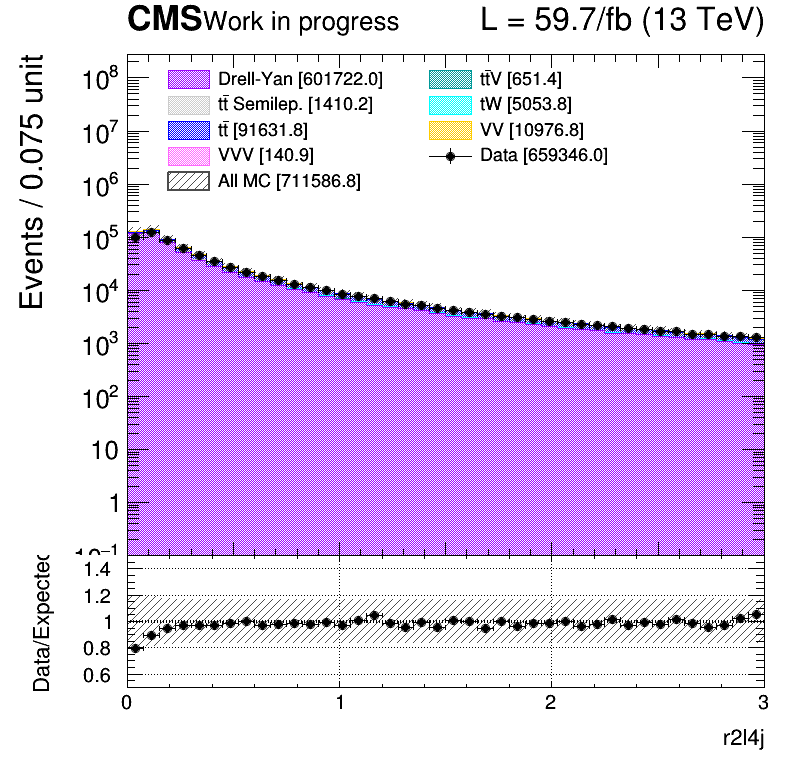 CMS Work in progress L = 59.7/fb (13 TeV)
Events / 0.075 unit
10⁸
10⁷
10⁶
10⁵
10⁴
10³
10²
10
1
10⁻¹
Drell-Yan [601722.0]
tt̄ Semilep. [1410.2]
tt̄ [91631.8]
VVV [140.9]
All MC [711586.8]
tt̄V [651.4]
tW [5053.8]
VV [10976.8]
Data [659346.0]
Data/Expected
1.4
1.2
1
0.8
0.6
0 1 2 3
r2l4j